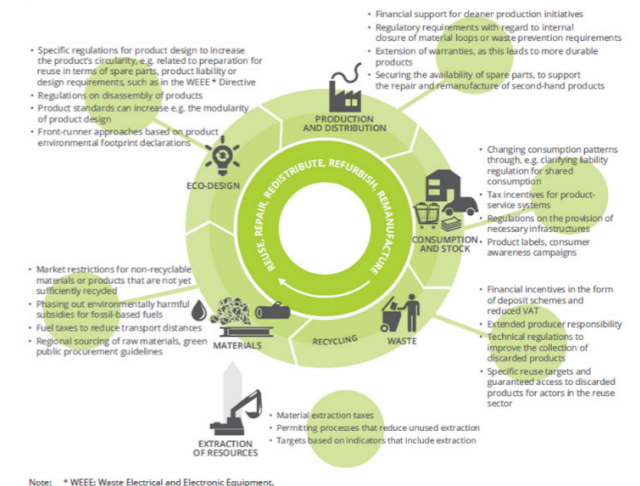 • Financial support for cleaner production initiatives
• Regulatory requirements with regard to internal
closure of material loops or waste prevention requirements
• Extension of warranties, as this leads to more durable
products
• Securing the availability of spare parts, to support
the repair and remanufacture of second-hand products
• Specific regulations for product design to increase
the product's circularity, e.g. related to preparation for
reuse in terms of spare parts, product liability or
design requirements, such as in the WEEE * Directive
• Regulations on disassembly of products
• Product standards can increase e.g. the modularity
of product design
• Front-runner approaches based on product
environmental footprint declarations
PRODUCTION
AND DISTRIBUTION
ECO-DESIGN
REUSE, REPAIR, REDISTRIBUTE, REFURBISH, REMANUFACTURE
• Changing consumption patterns
through, e.g. clarifying liability
regulation for shared
consumption
• Tax incentives for product-
service systems
• Regulations on the provision of
necessary infrastructures
• Product labels, consumer
awareness campaigns
CONSUMPTION
AND STOCK
• Market restrictions for non-recyclable
materials or products that are not yet
sufficiently recycled
• Phasing out environmentally harmful
subsidies for fossil-based fuels
• Fuel taxes to reduce transport distances
• Regional sourcing of raw materials, green
public procurement guidelines
MATERIALS
RECYCLING
WASTE
• Financial incentives in the form
of deposit schemes and
reduced VAT
• Extended producer responsibility
• Technical regulations to
improve the collection of
discarded products
• Specific reuse targets and
guaranteed access to discarded
products for actors in the reuse
sector
EXTRACTION
OF RESOURCES
• Material extraction taxes
• Permitting processes that reduce unused extraction
• Targets based on indicators that include extraction
Note: * WEEE: Waste Electrical and Electronic Equipment.